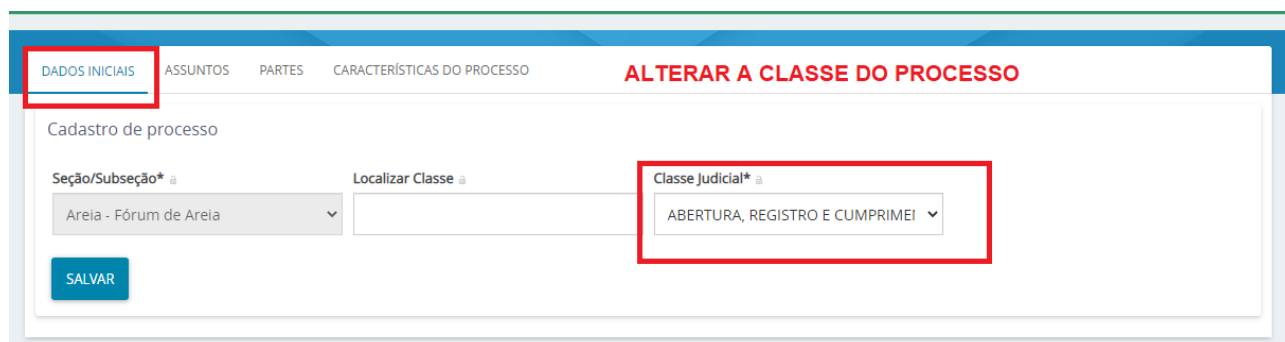 DADOS INICIAIS ASSUNTOS PARTES CARACTERÍSTICAS DO PROCESSO ALTERAR A CLASSE DO PROCESSO
Cadastro de processo
Seção/Subseção* Localizar Classe Classe Judicial*
Areia - Fórum de Areia ABERTURA, REGISTRO E CUMPRIMEI
SALVAR